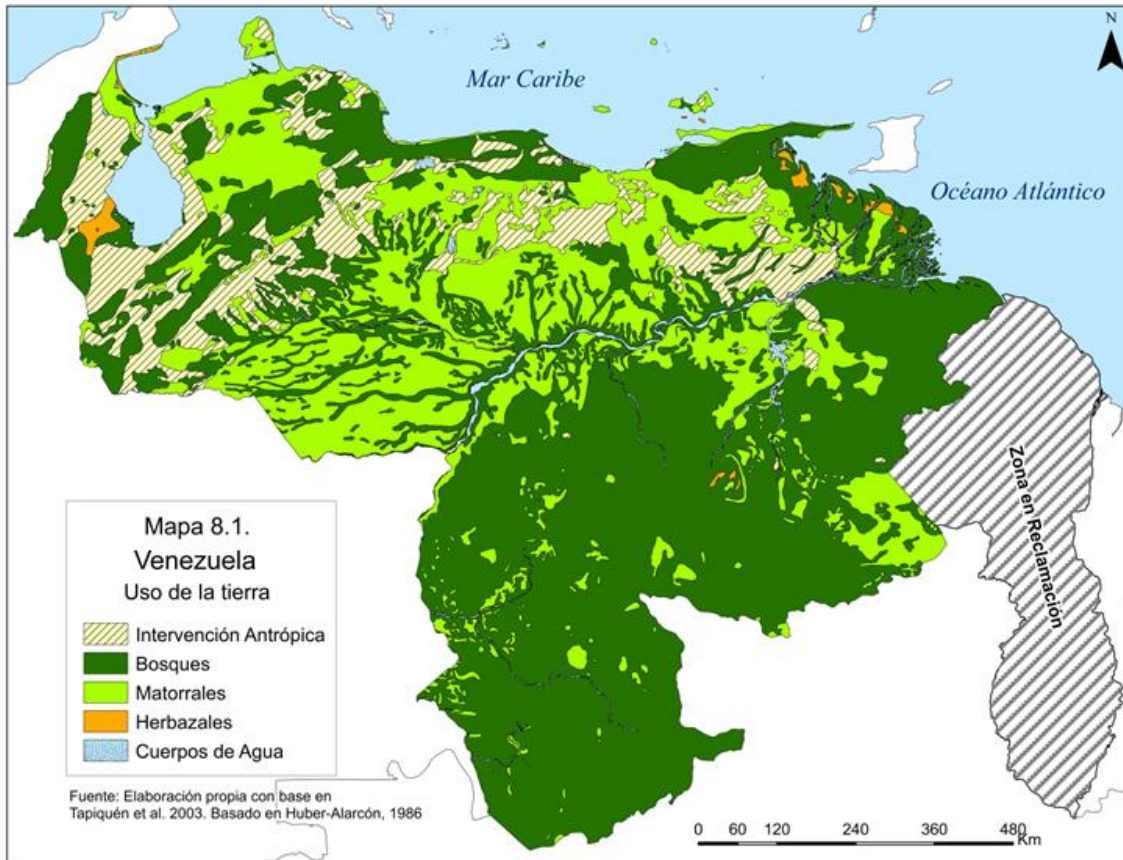 N
Mar Caribe
Océano Atlántico
Zona en Reclamación
Mapa 8.1.
Venezuela
Uso de la tierra
Intervención Antrópica
Bosques
Matorrales
Herbazales
Cuerpos de Agua
Fuente: Elaboración propia con base en
Tapiquén et al. 2003. Basado en Huber-Alarcón, 1986
0 60 120 240 360 480
Km